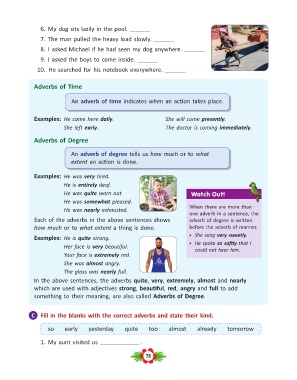 6. My dog sits lazily in the pool. ______
7. The man pulled the heavy load slowly. ______
8. I asked Michael if he had seen my dog anywhere. ______
9. I asked the boys to come inside. ______
10. He searched for his notebook everywhere. ______
Adverbs of Time
An adverb of time indicates when an action takes place.
Examples: He came here daily. She will come presently.
She left early. The doctor is coming immediately.
Adverbs of Degree
An adverb of degree tells us how much or to what
extent an action is done.
Examples: He was very tired.
He is entirely deaf.
He was quite worn out.
He was somewhat pleased.
He was nearly exhausted.
Each of the adverbs in the above sentences shows
how much or to what extent a thing is done.
Examples: He is quite strong.
Her face is very beautiful.
Your face is extremely red.
She was almost angry.
The glass was nearly full.
Watch Out!
When there are more than
one adverb in a sentence, the
adverb of degree is written
before the adverb of manner.
• She sang very sweetly.
• He spoke so softly that I
could not hear him.
In the above sentences, the adverbs quite, very, extremely, almost and nearly
which are used with adjectives strong, beautiful, red, angry and full to add
something to their meaning, are also called Adverbs of Degree.
C Fill in the blanks with the correct adverbs and state their kind.
so early yesterday quite too almost already tomorrow
1. My aunt visited us ____________ .
76